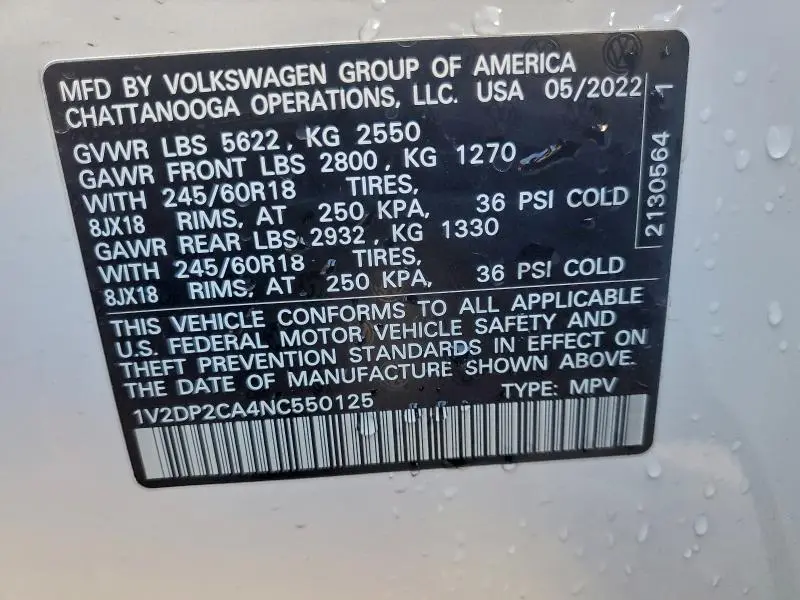 MFD BY VOLKSWAGEN GROUP OF AMERICA
CHATTANOOGA OPERATIONS, LLC. USA 05/2022
GVWR LBS 5622, KG 2550
GAWR FRONT LBS 2800, KG 1270
WITH 245/60R18 TIRES,
8JX18 RIMS, AT 250 KPA, 36 PSI COLD
GAWR REAR LBS 2932, KG 1330
WITH 245/60R18 TIRES,
8JX18 RIMS, AT 250 KPA, 36 PSI COLD
THIS VEHICLE CONFORMS TO ALL APPLICABLE
U.S. FEDERAL MOTOR VEHICLE SAFETY AND
THEFT PREVENTION STANDARDS IN EFFECT ON
THE DATE OF MANUFACTURE SHOWN ABOVE.
1V2DP2CA4NC550125 TYPE: MPV
2130564 1